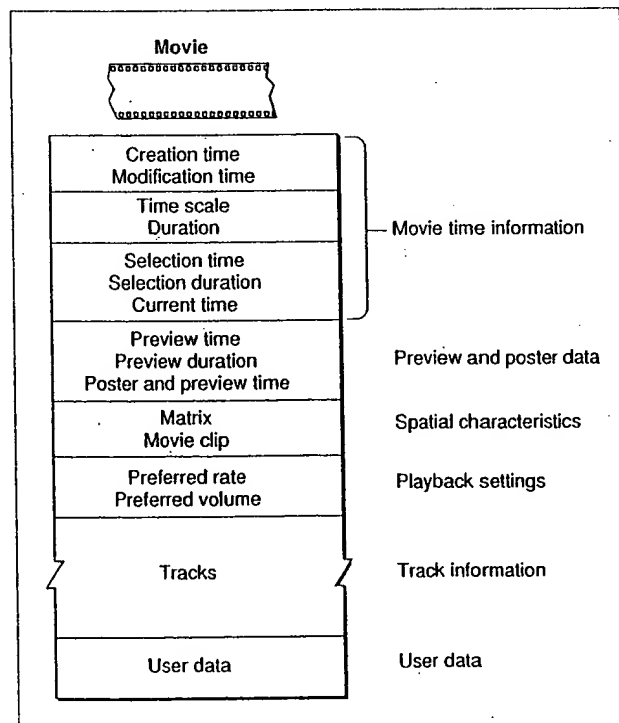 Movie
Creation time
Modification time
Time scale
Duration
Movie time information
Selection time
Selection duration
Current time
Preview time
Preview duration
Poster and preview time
Preview and poster data
Matrix
Movie clip
Spatial characteristics
Preferred rate
Preferred volume
Playback settings
Tracks
Track information
User data
User data